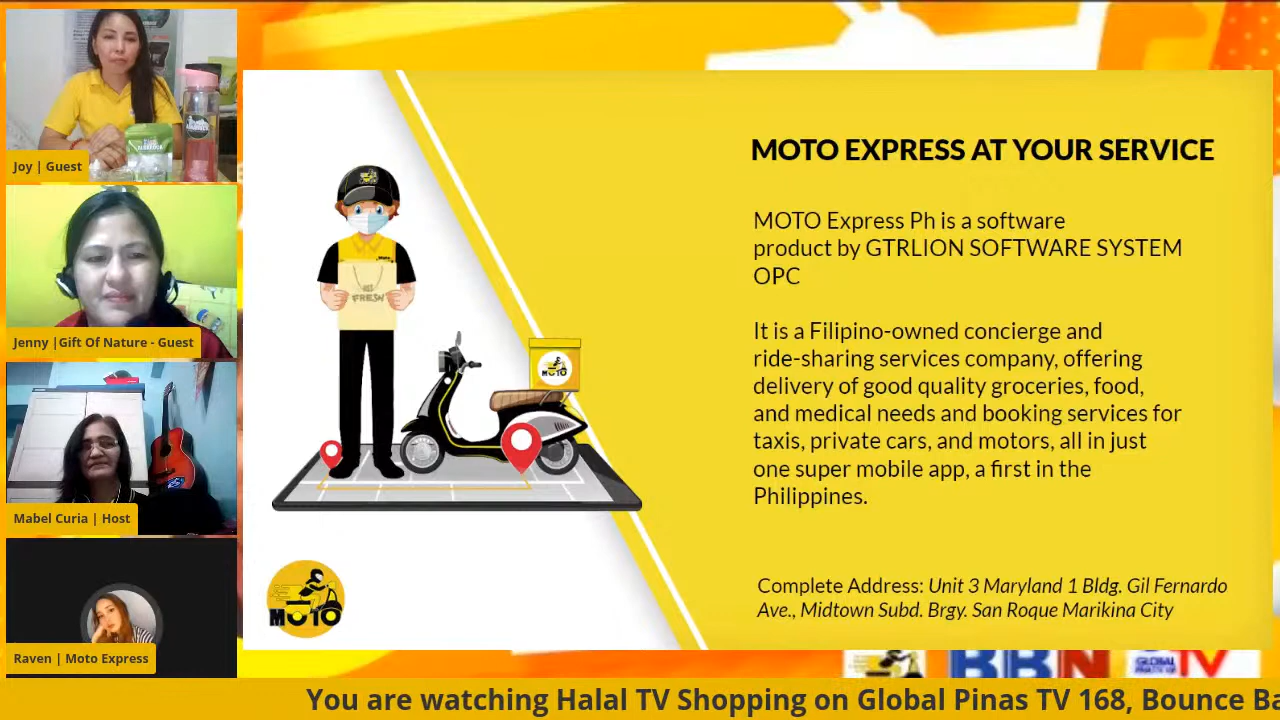 Joy | Guest
Jenny |Gift Of Nature - Guest
Mabel Curia | Host
Raven | Moto Express
MOTO EXPRESS AT YOUR SERVICE
MOTO Express Ph is a software
product by GTRLION SOFTWARE SYSTEM
OPC
It is a Filipino-owned concierge and
ride-sharing services company, offering
delivery of good quality groceries, food,
and medical needs and booking services for
taxis, private cars, and motors, all in just
one super mobile app, a first in the
Philippines.
Complete Address: Unit 3 Maryland 1 Bldg. Gil Fernardo
Ave., Midtown Subd. Brgy. San Roque Marikina City
FRESH
MOTO
MOTO
BBN
TV
You are watching Halal TV Shopping on Global Pinas TV 168, Bounce Ba